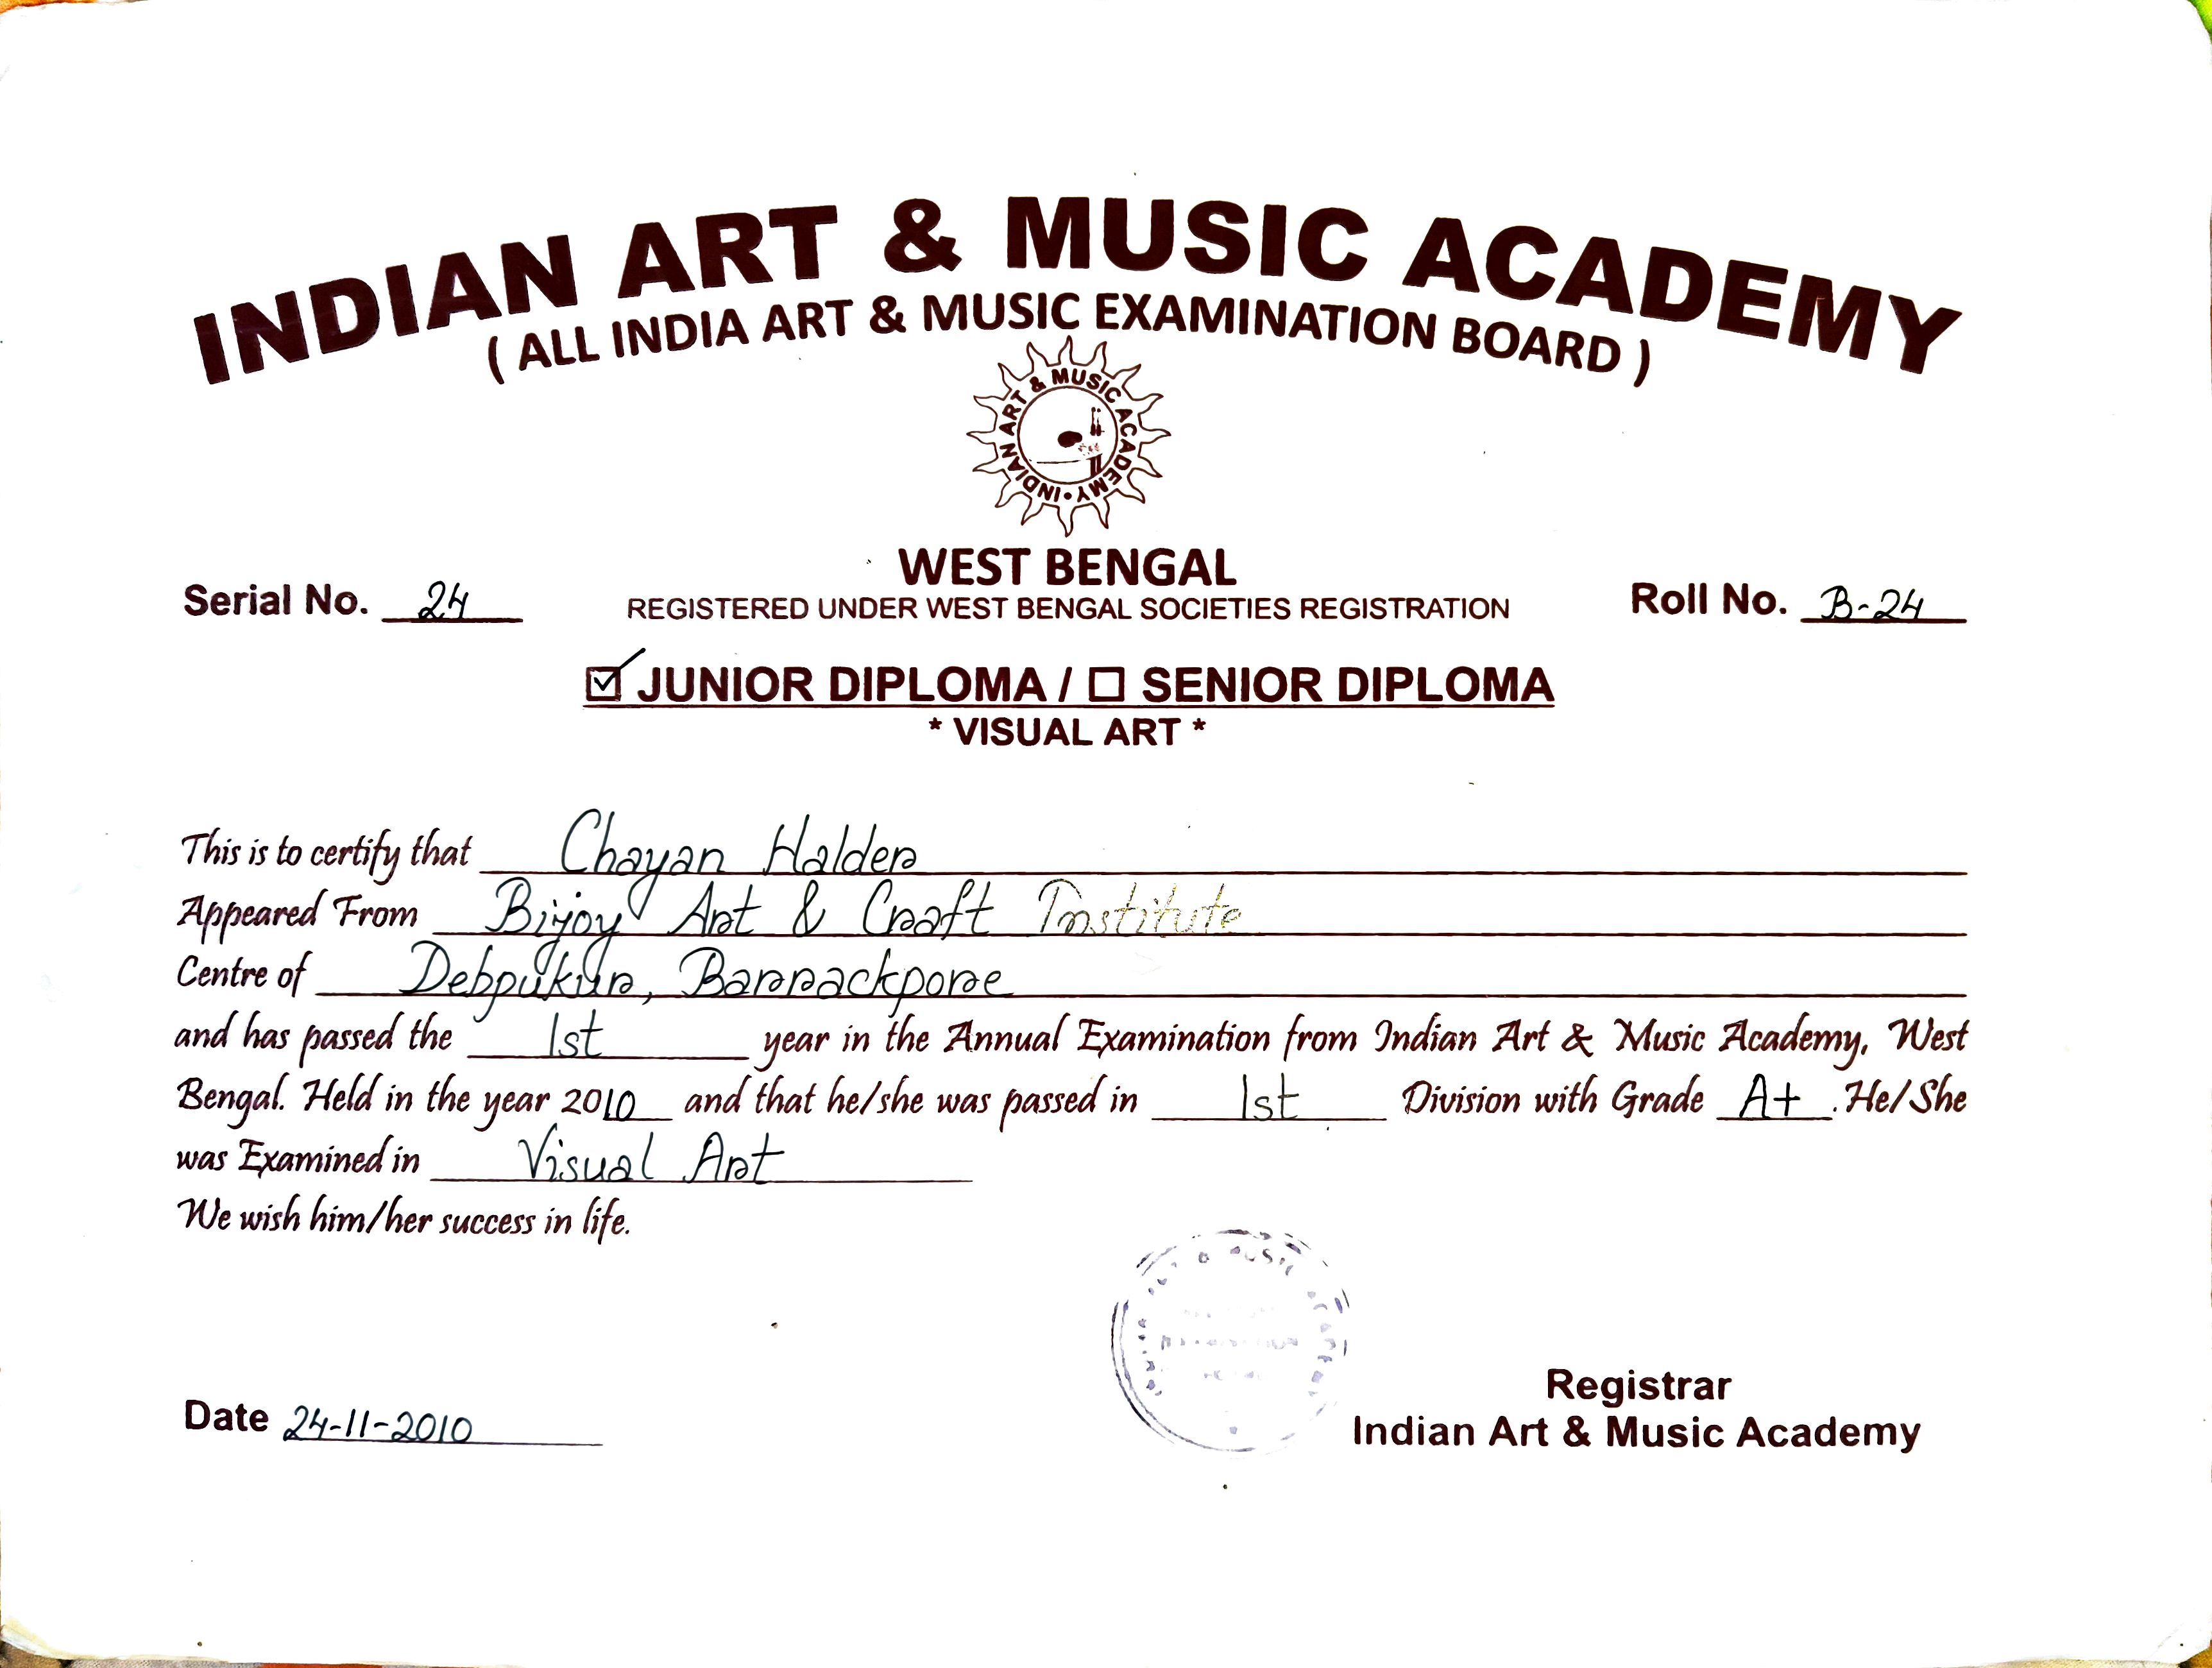 INDIAN ART & MUSIC ACADEMY
( ALL INDIA ART & MUSIC EXAMINATION BOARD )
INDIAN ART & MUSIC ACADEMY •
WEST BENGAL
Serial No. 24
REGISTERED UNDER WEST BENGAL SOCIETIES REGISTRATION
Roll No. B-24
☑ JUNIOR DIPLOMA / ☐ SENIOR DIPLOMA
* VISUAL ART *
This is to certify that Chayan Halder
Appeared From Bijoy Art & Craft Institute
Centre of Debpukur, Barrackpore
and has passed the 1st year in the Annual Examination from Indian Art & Music Academy, West
Bengal. Held in the year 2010 and that he/she was passed in 1st Division with Grade A+. He/She
was Examined in Visual Art
We wish him/her success in life.
Date 24-11-2010
Registrar
Indian Art & Music Academy